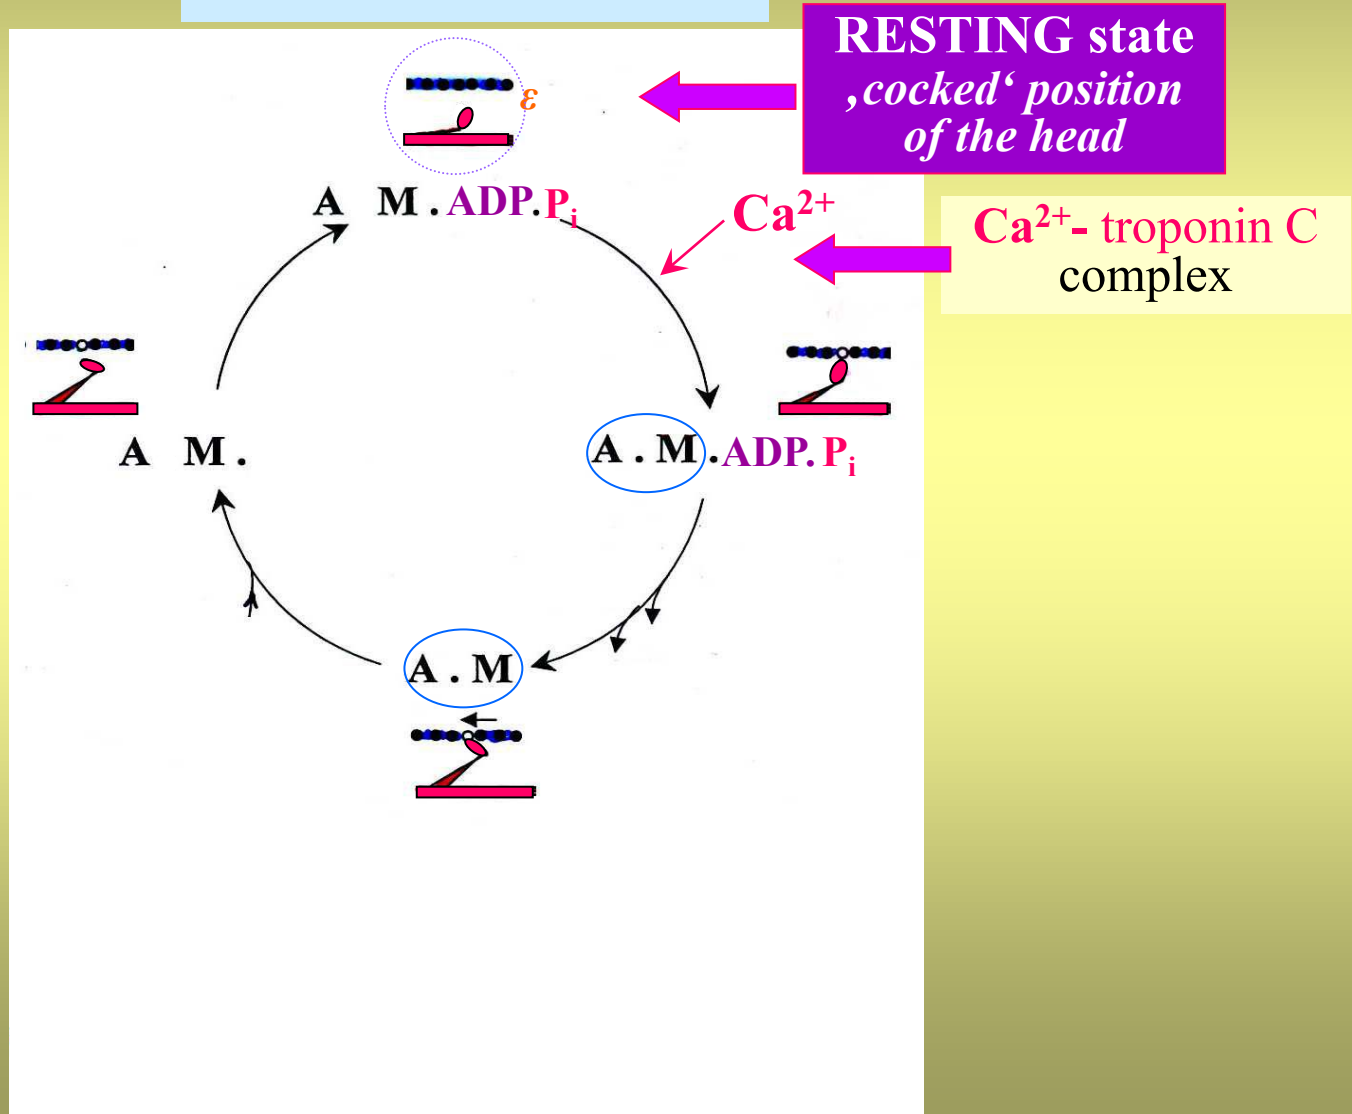 RESTING state
‚cocked‘ position
of the head
ε
A M . ADP. Pi
Ca2+
Ca2+- troponin C
complex
A M .
A . M . ADP. Pi
A . M